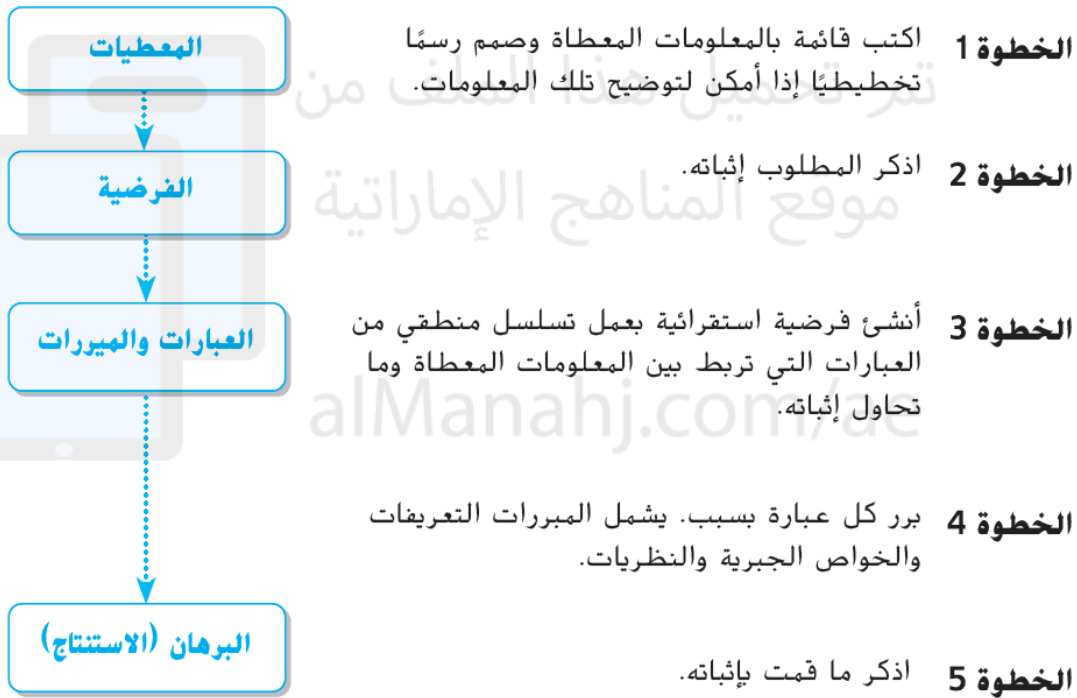 الخطوة 1 اكتب قائمة بالمعلومات المعطاة وصمم رسمًا
تخطيطيًا إذا أمكن لتوضيح تلك المعلومات.
الخطوة 2 اذكر المطلوب إثباته.
الخطوة 3 أنشئ فرضية استقرائية بعمل تسلسل منطقي من
العبارات التي تربط بين المعلومات المعطاة وما
تحاول إثباته.
الخطوة 4 برر كل عبارة بسبب. يشمل المبررات التعريفات
والخواص الجبرية والنظريات.
الخطوة 5 اذكر ما قمت بإثباته.
المعطيات
الفرضية
العبارات والمبررات
البرهان (الاستنتاج)
تم تحميل هذا الملف من
موقع المناهج الإماراتية
alManahj.com/ae